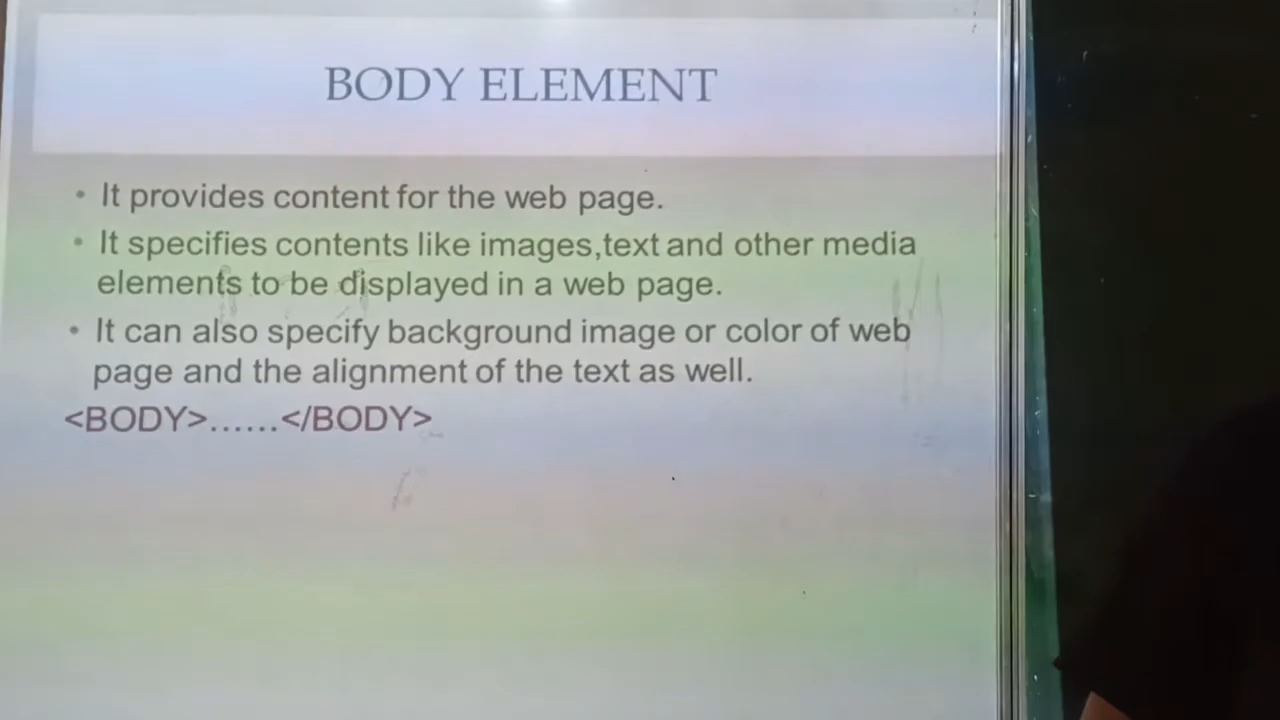 BODY ELEMENT
• It provides content for the web page.
• It specifies contents like images,text and other media
elements to be displayed in a web page.
• It can also specify background image or color of web
page and the alignment of the text as well.
<BODY>......</BODY>